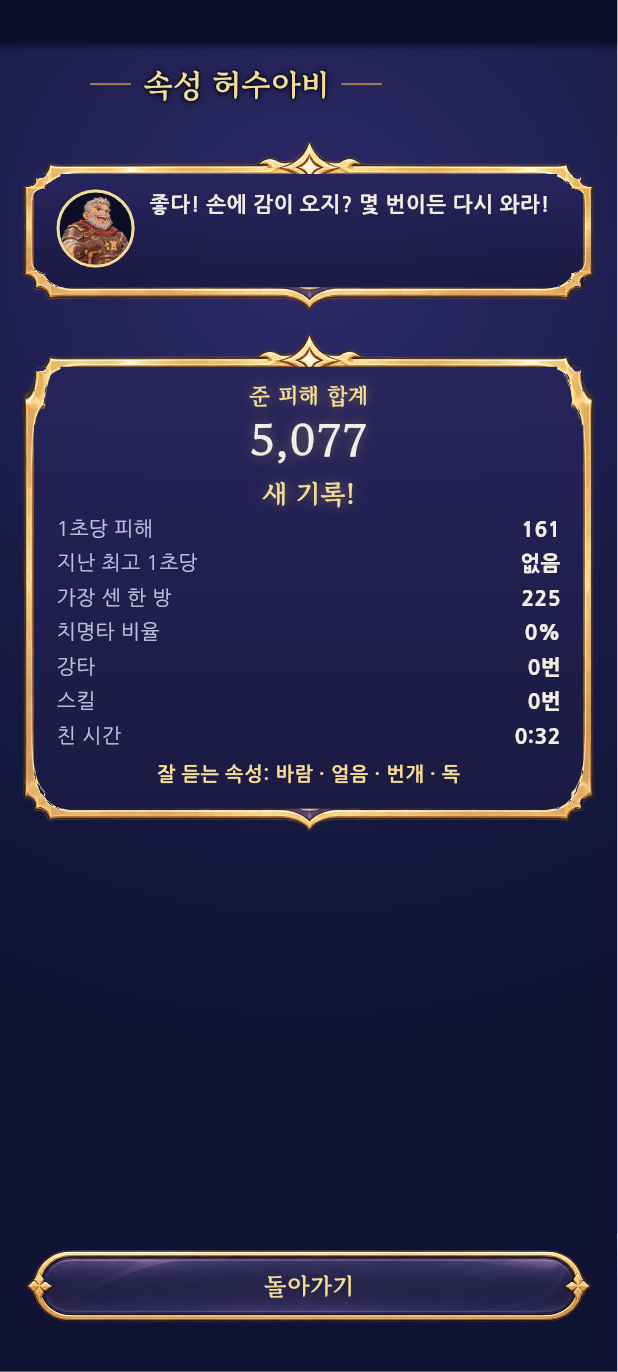 속성 허수아비
좋다! 손에 감이 오지? 몇 번이든 다시 와라!
준 피해 합계
5,077
새 기록!
1초당 피해 161
지난 최고 1초당 없음
가장 센 한 방 225
치명타 비율 0%
강타 0번
스킬 0번
친 시간 0:32
잘 듣는 속성: 바람 · 얼음 · 번개 · 독
돌아가기